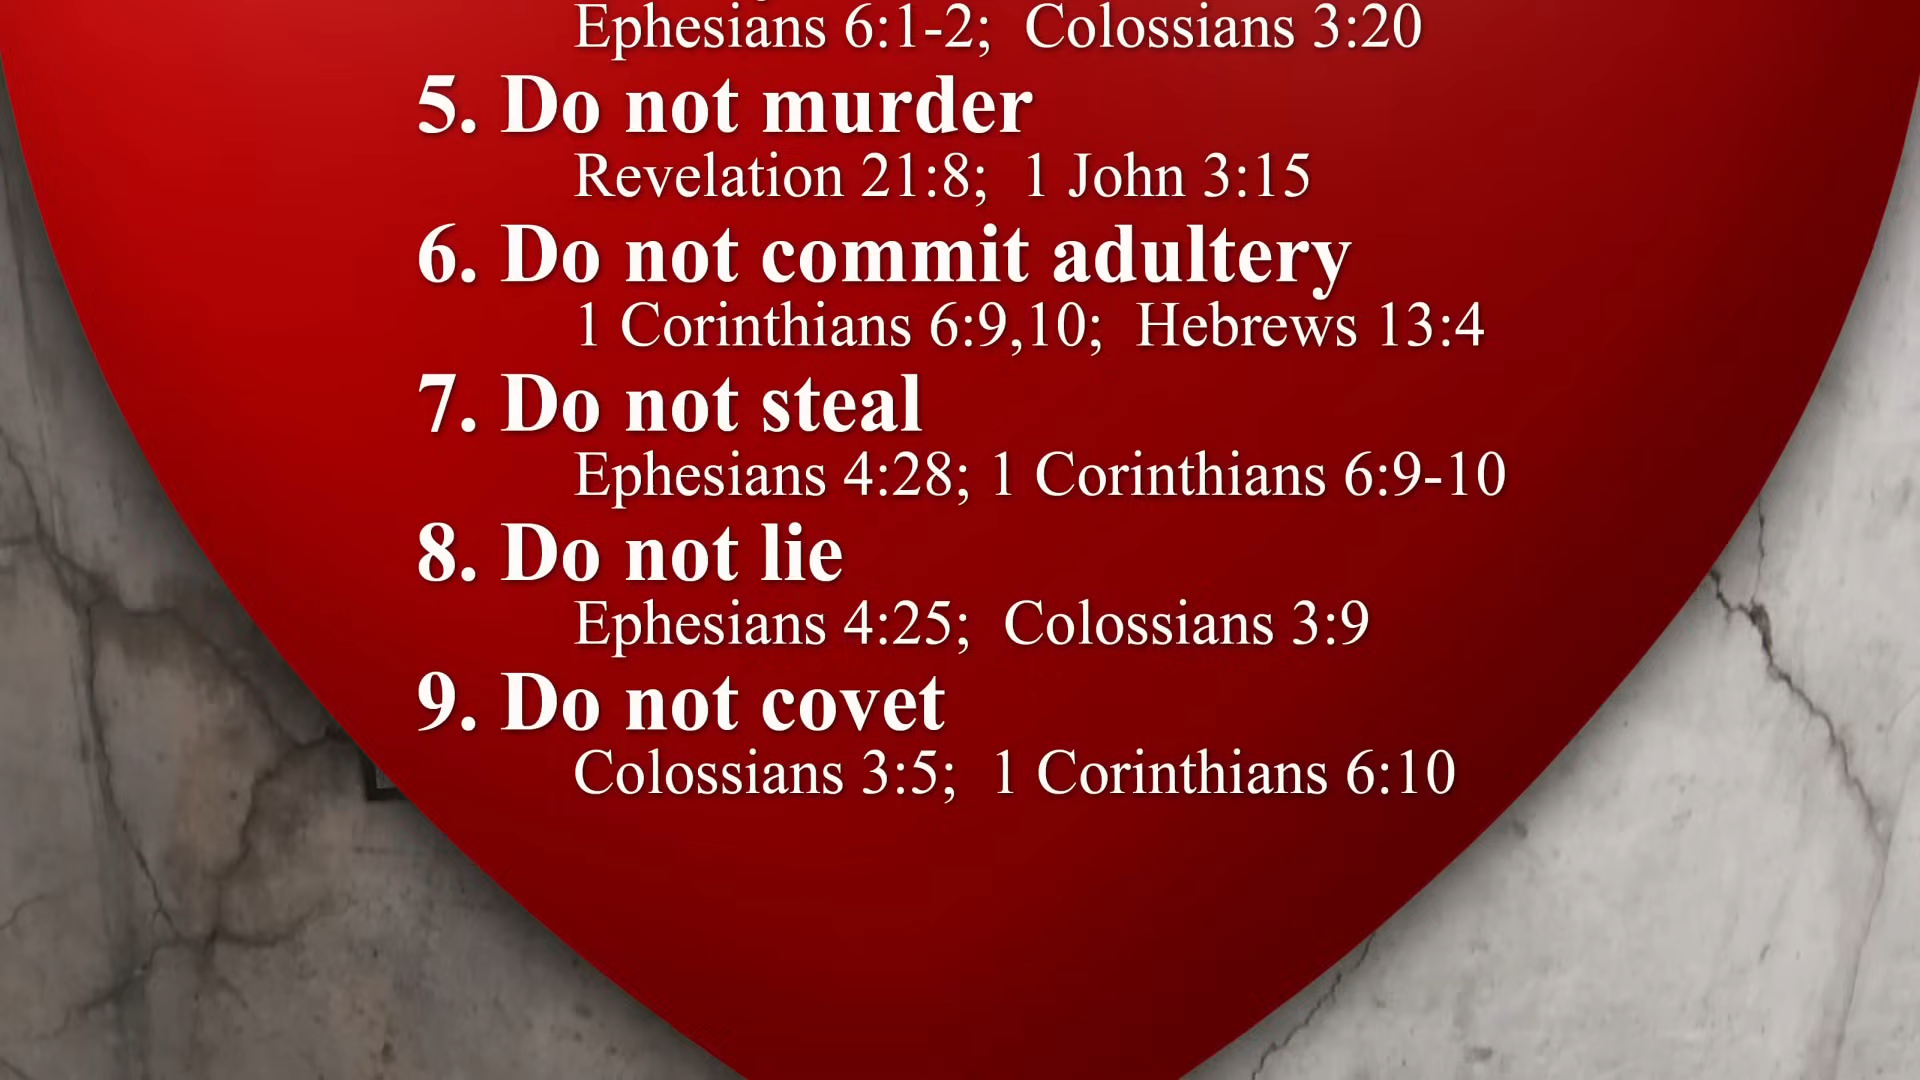 Ephesians 6:1-2; Colossians 3:20
5. Do not murder
Revelation 21:8; 1 John 3:15
6. Do not commit adultery
1 Corinthians 6:9,10; Hebrews 13:4
7. Do not steal
Ephesians 4:28; 1 Corinthians 6:9-10
8. Do not lie
Ephesians 4:25; Colossians 3:9
9. Do not covet
Colossians 3:5; 1 Corinthians 6:10